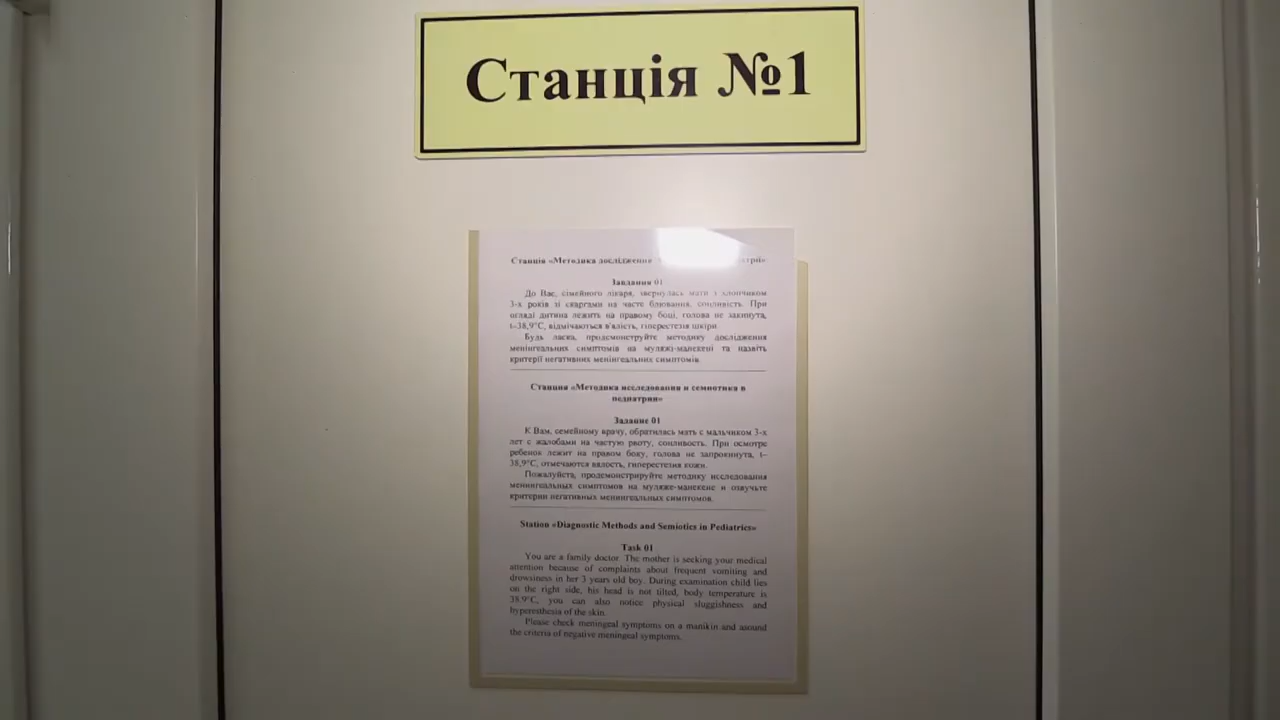 Станція №1
Станція «Методика дослідження
Завдання 01
До Вас, сімейного лікаря, звернулась мати з хлопчиком
3-х років зі скаргами на часте блювання, сонливість. При
огляді дитина лежить на правому боці, голова не закинута,
t–38,9°С, відмічаються в'ялість, гіперестезія шкіри.
Будь ласка, продемонструйте методику дослідження
менінгеальних симптомів на муляжі-манекені та назвіть
критерії негативних менінгеальних симптомів.
Станция «Методика исследования и семиотика в
педиатрии»
Задание 01
К Вам, семейному врачу, обратилась мать с мальчиком 3-х
лет с жалобами на частую рвоту, сонливость. При осмотре
ребенок лежит на правом боку, голова не запрокинута, t–
38,9°С, отмечаются вялость, гиперестезия кожи.
Пожалуйста, продемонстрируйте методику исследования
менингеальных симптомов на муляже-манекене и озвучьте
критерии негативных менингеальных симптомов.
Station «Diagnostic Methods and Semiotics in Pediatrics»
Task 01
You are a family doctor. The mother is seeking your medical
attention because of complaints about frequent vomiting and
drowsiness in her 3 years old boy. During examination child lies
on the right side, his head is not tilted, body temperature is
38.9°C, you can also notice physical sluggishness and
hyperesthesia of the skin.
Please check meningeal symptoms on a manikin and asound
the criteria of negative meningeal symptoms.